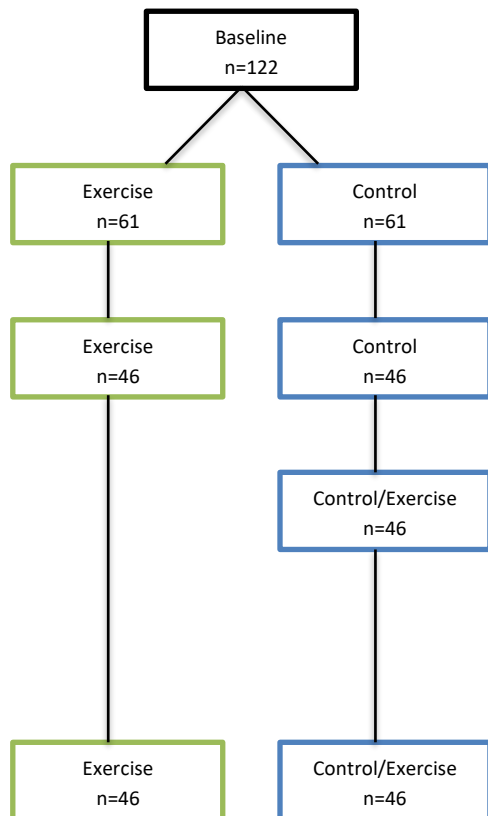 Baseline
n=122
Exercise
n=61
Control
n=61
Exercise
n=46
Control
n=46
Control/Exercise
n=46
Exercise
n=46
Control/Exercise
n=46